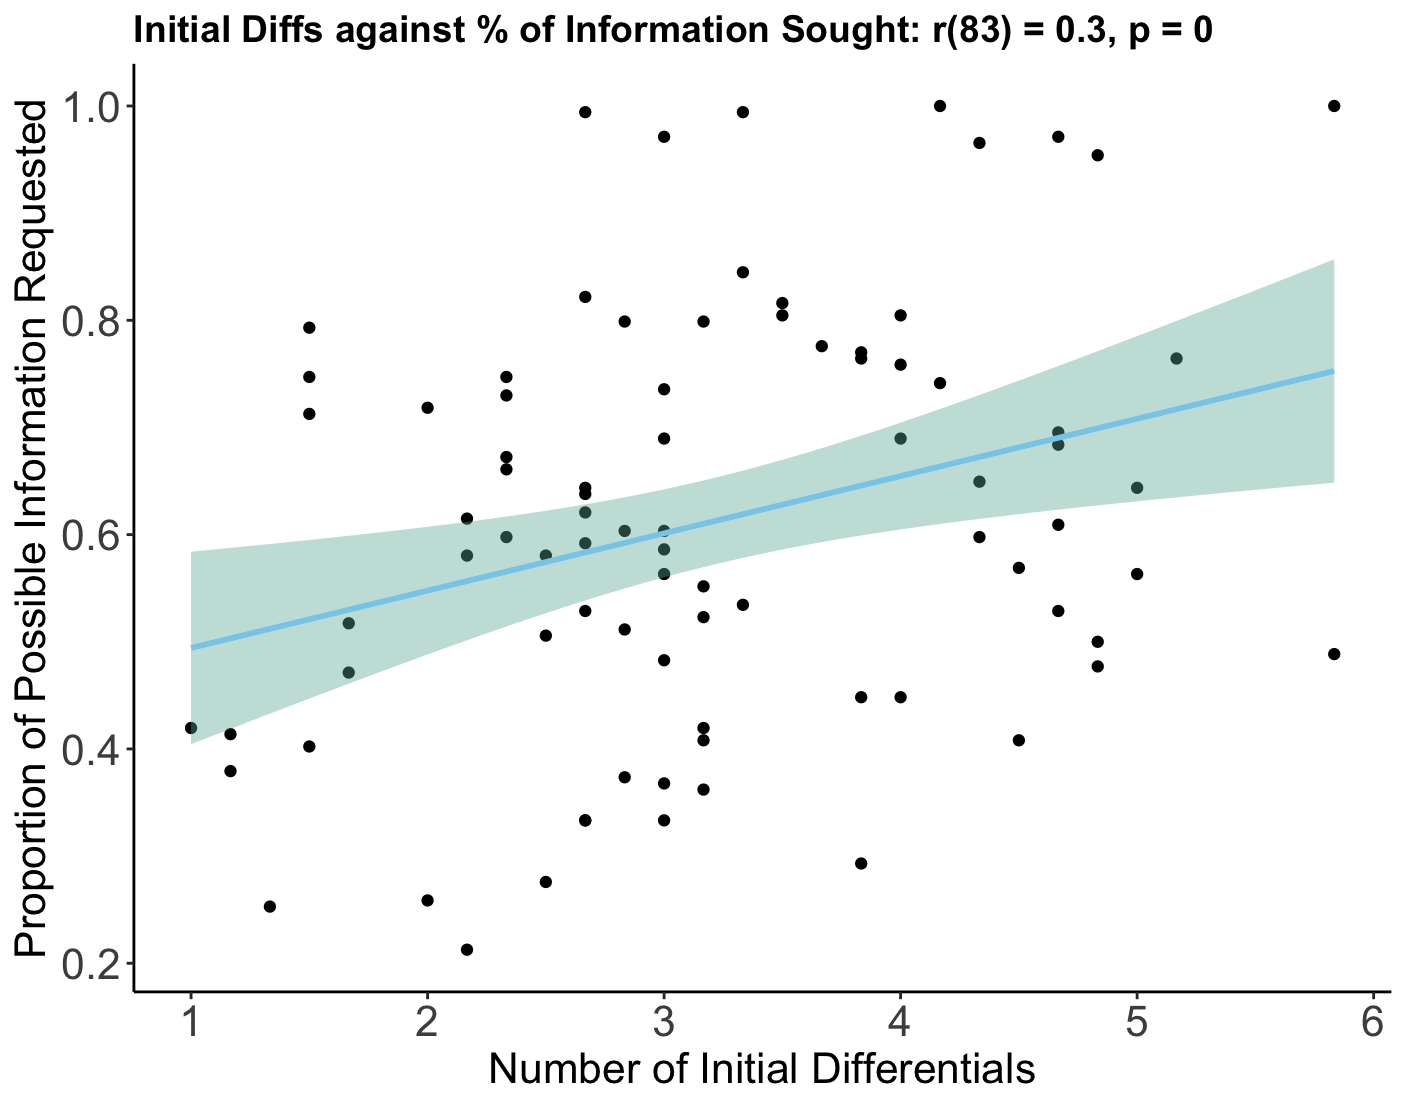 Initial Diffs against % of Information Sought: r(83) = 0.3, p = 0
Proportion of Possible Information Requested
1.0
0.8
0.6
0.4
0.2
1 2 3 4 5 6
Number of Initial Differentials